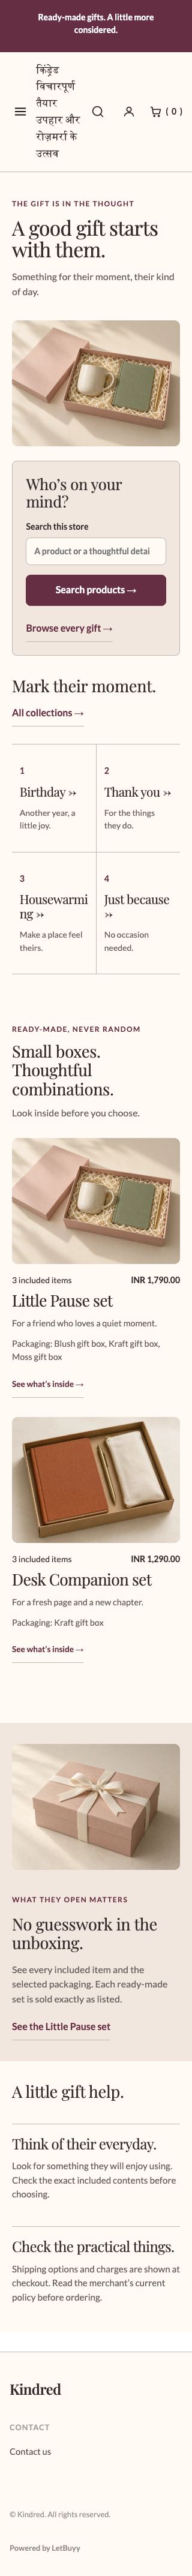 Ready-made gifts. A little more
considered.
किंड्रेड
विचारपूर्ण
तैयार
उपहार और
रोज़मर्रा के
उत्सव
( 0 )
THE GIFT IS IN THE THOUGHT
A good gift starts
with them.
Something for their moment, their kind
of day.
Who’s on your
mind?
Search this store
A product or a thoughtful detai
Search products →
Browse every gift →
Mark their moment.
All collections →
1
Birthday →
Another year, a
little joy.
2
Thank you →
For the things
they do.
3
Housewarmi
ng →
Make a place feel
theirs.
4
Just because
→
No occasion
needed.
READY-MADE, NEVER RANDOM
Small boxes.
Thoughtful
combinations.
Look inside before you choose.
3 included items INR 1,790.00
Little Pause set
For a friend who loves a quiet moment.
Packaging: Blush gift box, Kraft gift box,
Moss gift box
See what’s inside →
3 included items INR 1,290.00
Desk Companion set
For a fresh page and a new chapter.
Packaging: Kraft gift box
See what’s inside →
WHAT THEY OPEN MATTERS
No guesswork in the
unboxing.
See every included item and the
selected packaging. Each ready-made
set is sold exactly as listed.
See the Little Pause set
A little gift help.
Think of their everyday.
Look for something they will enjoy using.
Check the exact included contents before
choosing.
Check the practical things.
Shipping options and charges are shown at
checkout. Read the merchant’s current
policy before ordering.
Kindred
CONTACT
Contact us
© Kindred. All rights reserved.
Powered by LetBuyy